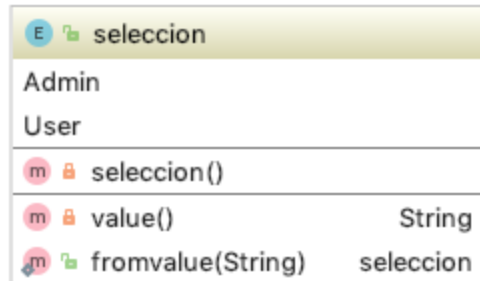 E seleccion
Admin
User
m seleccion()
m value() String
m fromvalue(String) seleccion